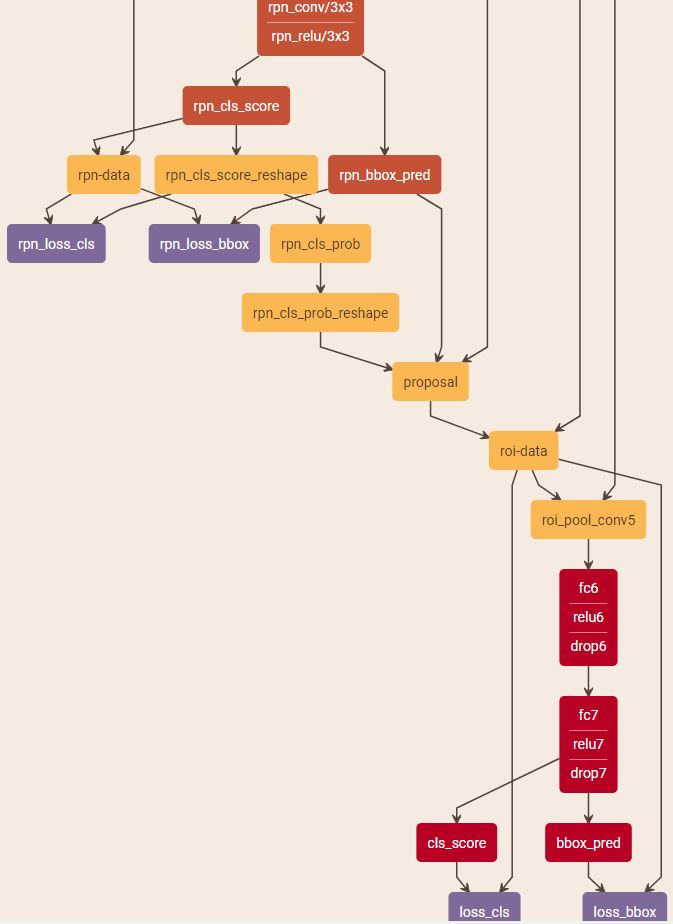 rpn_conv/3x3
rpn_relu/3x3
rpn_cls_score
rpn-data
rpn_cls_score_reshape
rpn_bbox_pred
rpn_loss_cls
rpn_loss_bbox
rpn_cls_prob
rpn_cls_prob_reshape
proposal
roi-data
roi_pool_conv5
fc6
relu6
drop6
fc7
relu7
drop7
cls_score
bbox_pred
loss_cls
loss_bbox